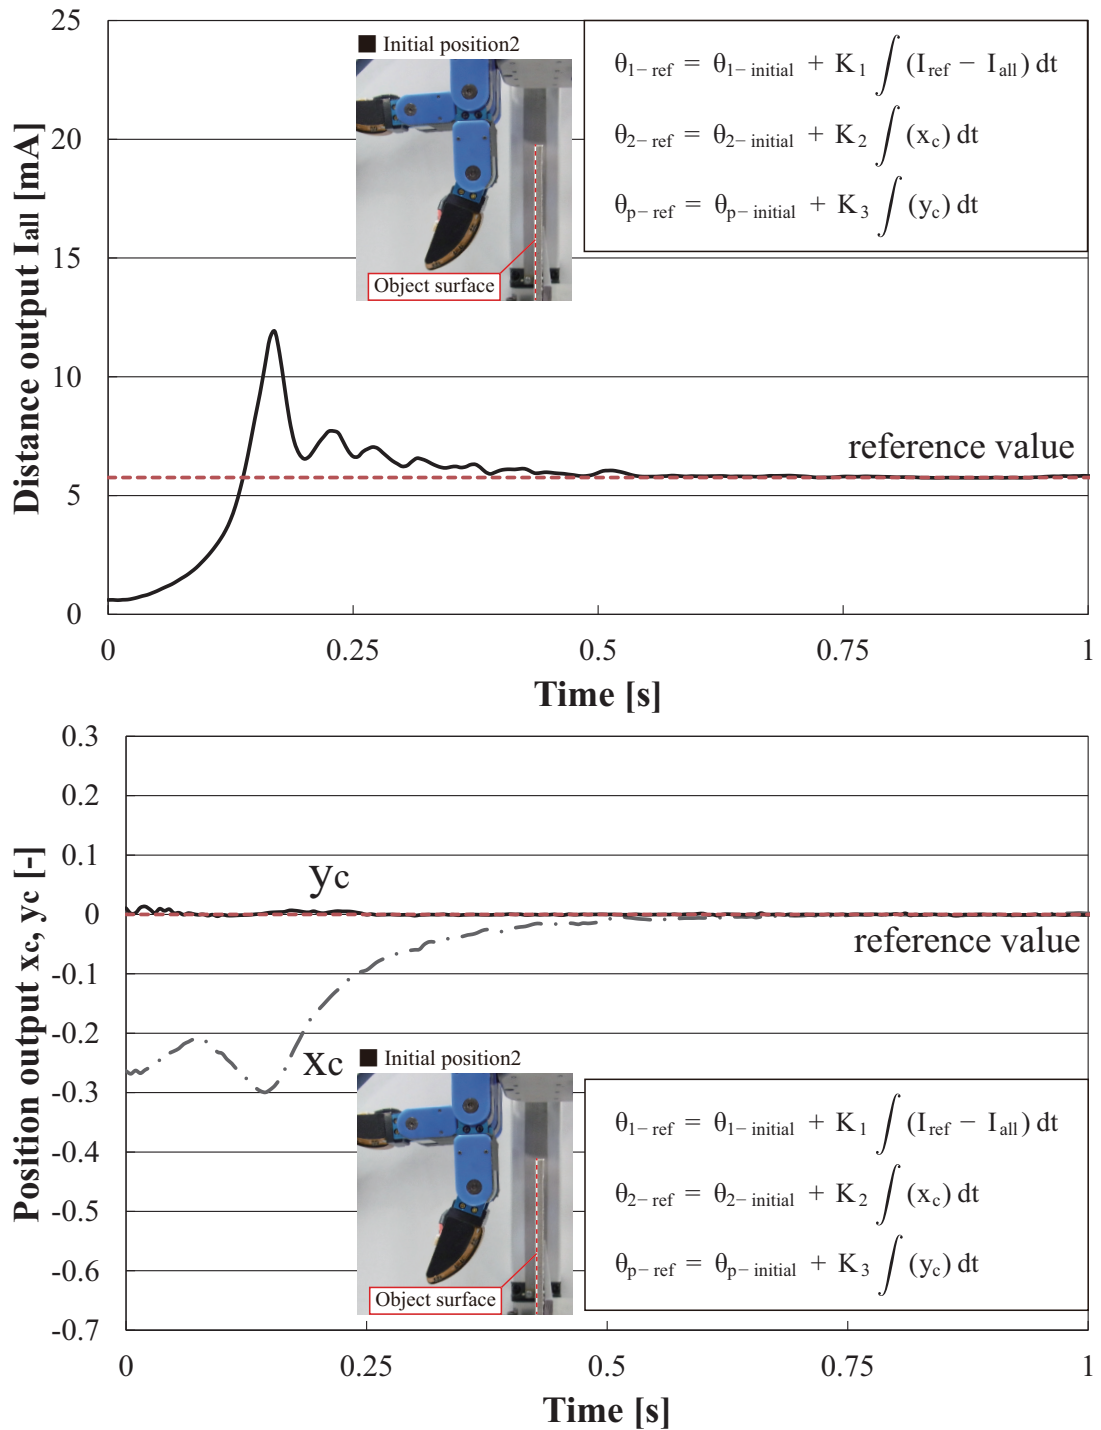 25
20
15
10
5
0
Distance output Iall [mA]
■ Initial position2
Object surface
θ1−ref = θ1−initial + K1 ∫ (Iref − Iall) dt
θ2−ref = θ2−initial + K2 ∫ (xc) dt
θp−ref = θp−initial + K3 ∫ (yc) dt
reference value
0 0.25 0.5 0.75 1
Time [s]
0.3
0.2
0.1
0
-0.1
-0.2
-0.3
-0.4
-0.5
-0.6
-0.7
Position output xc, yc [-]
yc
reference value
xc
■ Initial position2
Object surface
θ1−ref = θ1−initial + K1 ∫ (Iref − Iall) dt
θ2−ref = θ2−initial + K2 ∫ (xc) dt
θp−ref = θp−initial + K3 ∫ (yc) dt
0 0.25 0.5 0.75 1
Time [s]